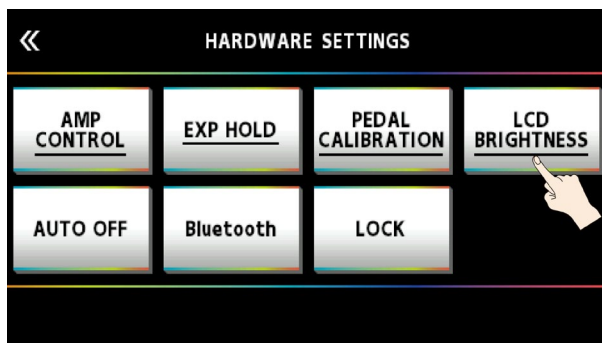 HARDWARE SETTINGS
AMP
CONTROL
EXP HOLD
PEDAL
CALIBRATION
LCD
BRIGHTNESS
AUTO OFF
Bluetooth
LOCK